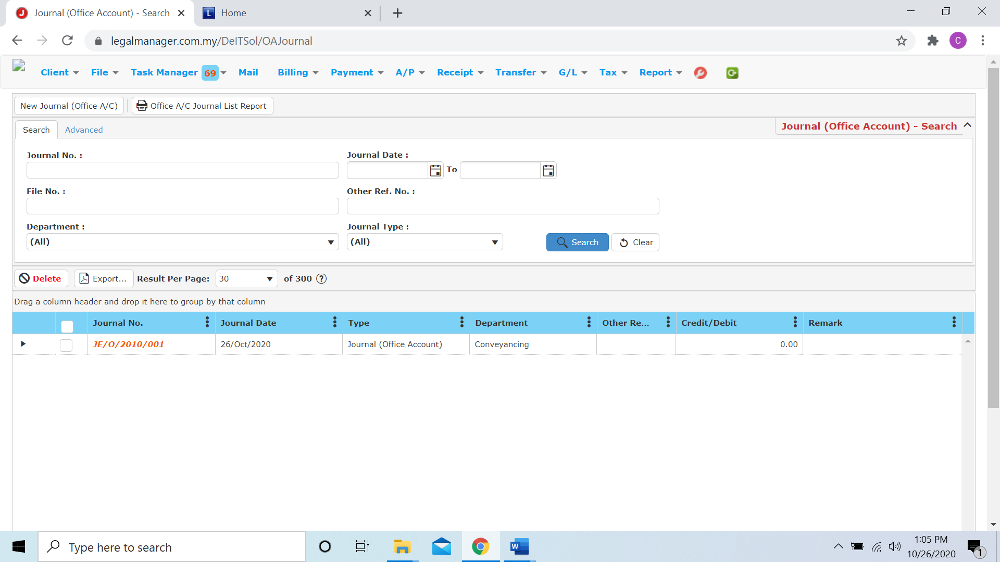 Journal (Office Account) - Search
Home
legalmanager.com.my/DeITSol/OAJournal
C
Client File Task Manager 69 Mail Billing Payment A/P Receipt Transfer G/L Tax Report
New Journal (Office A/C) Office A/C Journal List Report
Search Advanced Journal (Office Account) - Search
Journal No. : Journal Date :
To
File No. : Other Ref. No. :
Department : Journal Type :
(All) (All) Search Clear
Delete Export... Result Per Page: 30 of 300 ?
Drag a column header and drop it here to group by that column
Journal No. Journal Date Type Department Other Re... Credit/Debit Remark
JE/O/2010/001 26/Oct/2020 Journal (Office Account) Conveyancing 0.00
Type here to search
1:05 PM
10/26/2020
1